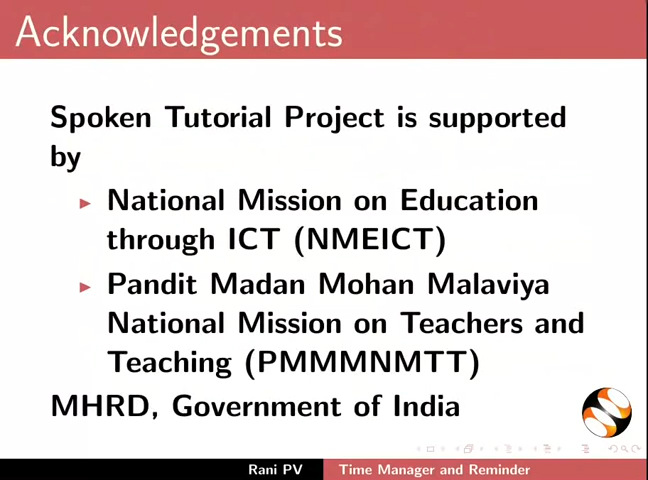 Acknowledgements
Spoken Tutorial Project is supported
by
National Mission on Education
through ICT (NMEICT)
Pandit Madan Mohan Malaviya
National Mission on Teachers and
Teaching (PMMMNMTT)
MHRD, Government of India
Rani PV Time Manager and Reminder